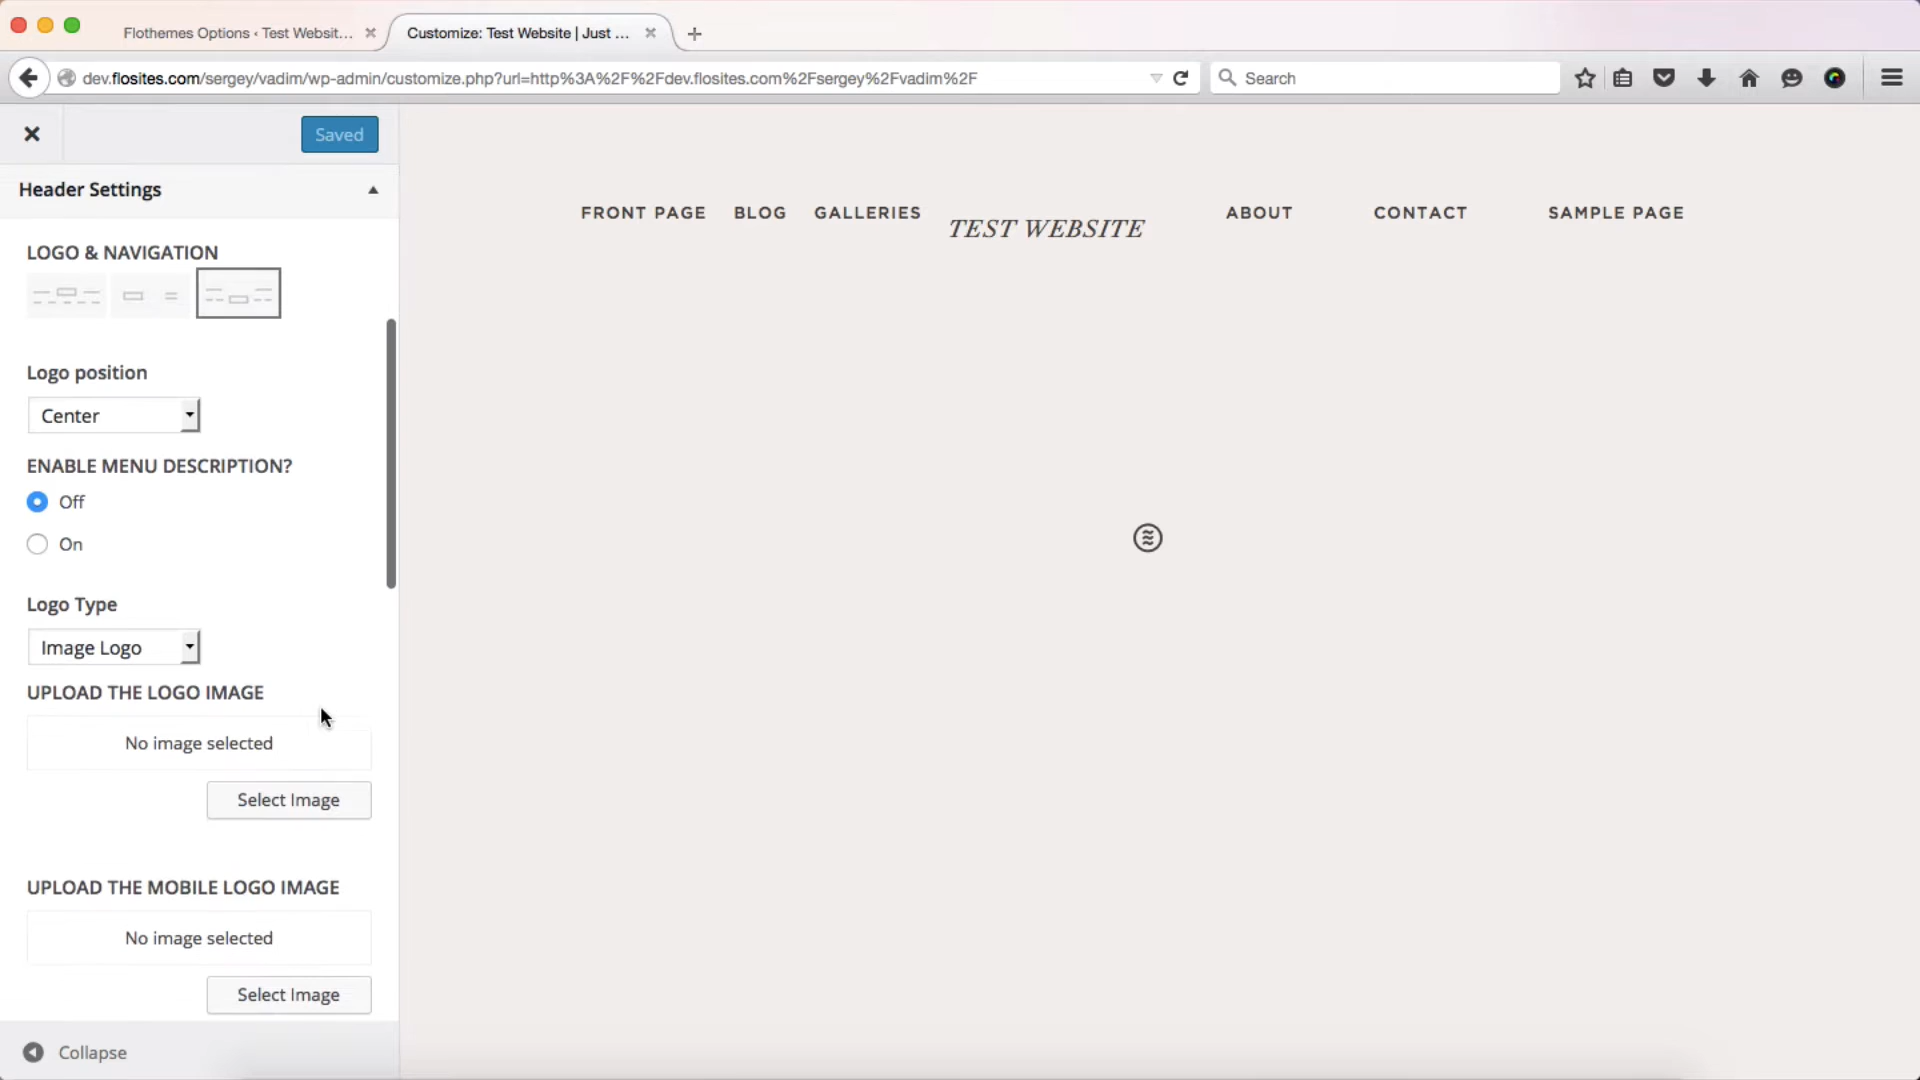 Flothemes Options ‹ Test Websit...
Customize: Test Website | Just ...
dev.flosites.com/sergey/vadim/wp-admin/customize.php?url=http%3A%2F%2Fdev.flosites.com%2Fsergey%2Fvadim%2F
Search
Saved
Header Settings
FRONT PAGE BLOG GALLERIES TEST WEBSITE ABOUT CONTACT SAMPLE PAGE
LOGO & NAVIGATION
Logo position
Center
ENABLE MENU DESCRIPTION?
Off
On
Logo Type
Image Logo
UPLOAD THE LOGO IMAGE
No image selected
Select Image
UPLOAD THE MOBILE LOGO IMAGE
No image selected
Select Image
Collapse